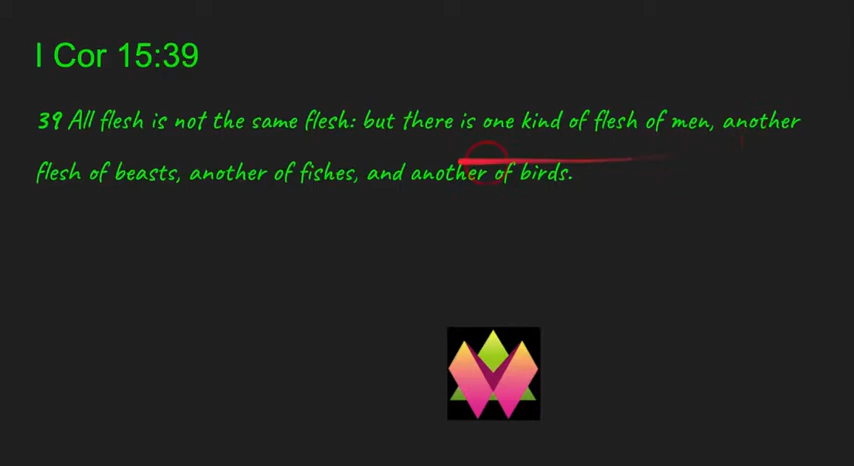 I Cor 15:39
39 All flesh is not the same flesh: but there is one kind of flesh of men, another
flesh of beasts, another of fishes, and another of birds.